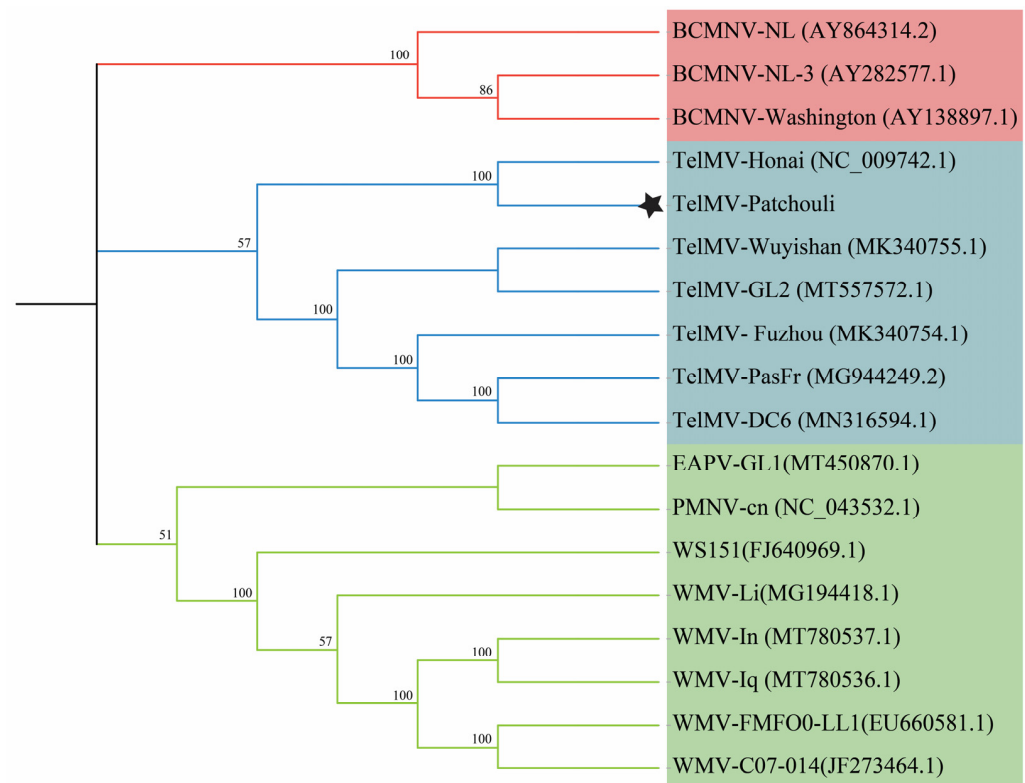 BCMNV-NL (AY864314.2)
100
BCMNV-NL-3 (AY282577.1)
86
BCMNV-Washington (AY138897.1)
TelMV-Honai (NC_009742.1)
100
TelMV-Patchouli
57
TelMV-Wuyishan (MK340755.1)
TelMV-GL2 (MT557572.1)
100
TelMV- Fuzhou (MK340754.1)
100
TelMV-PasFr (MG944249.2)
100
TelMV-DC6 (MN316594.1)
EAPV-GL1(MT450870.1)
PMNV-cn (NC_043532.1)
51
WS151(FJ640969.1)
100
WMV-Li(MG194418.1)
57
WMV-In (MT780537.1)
100
WMV-Iq (MT780536.1)
100
WMV-FMFO0-LL1(EU660581.1)
100
WMV-C07-014(JF273464.1)